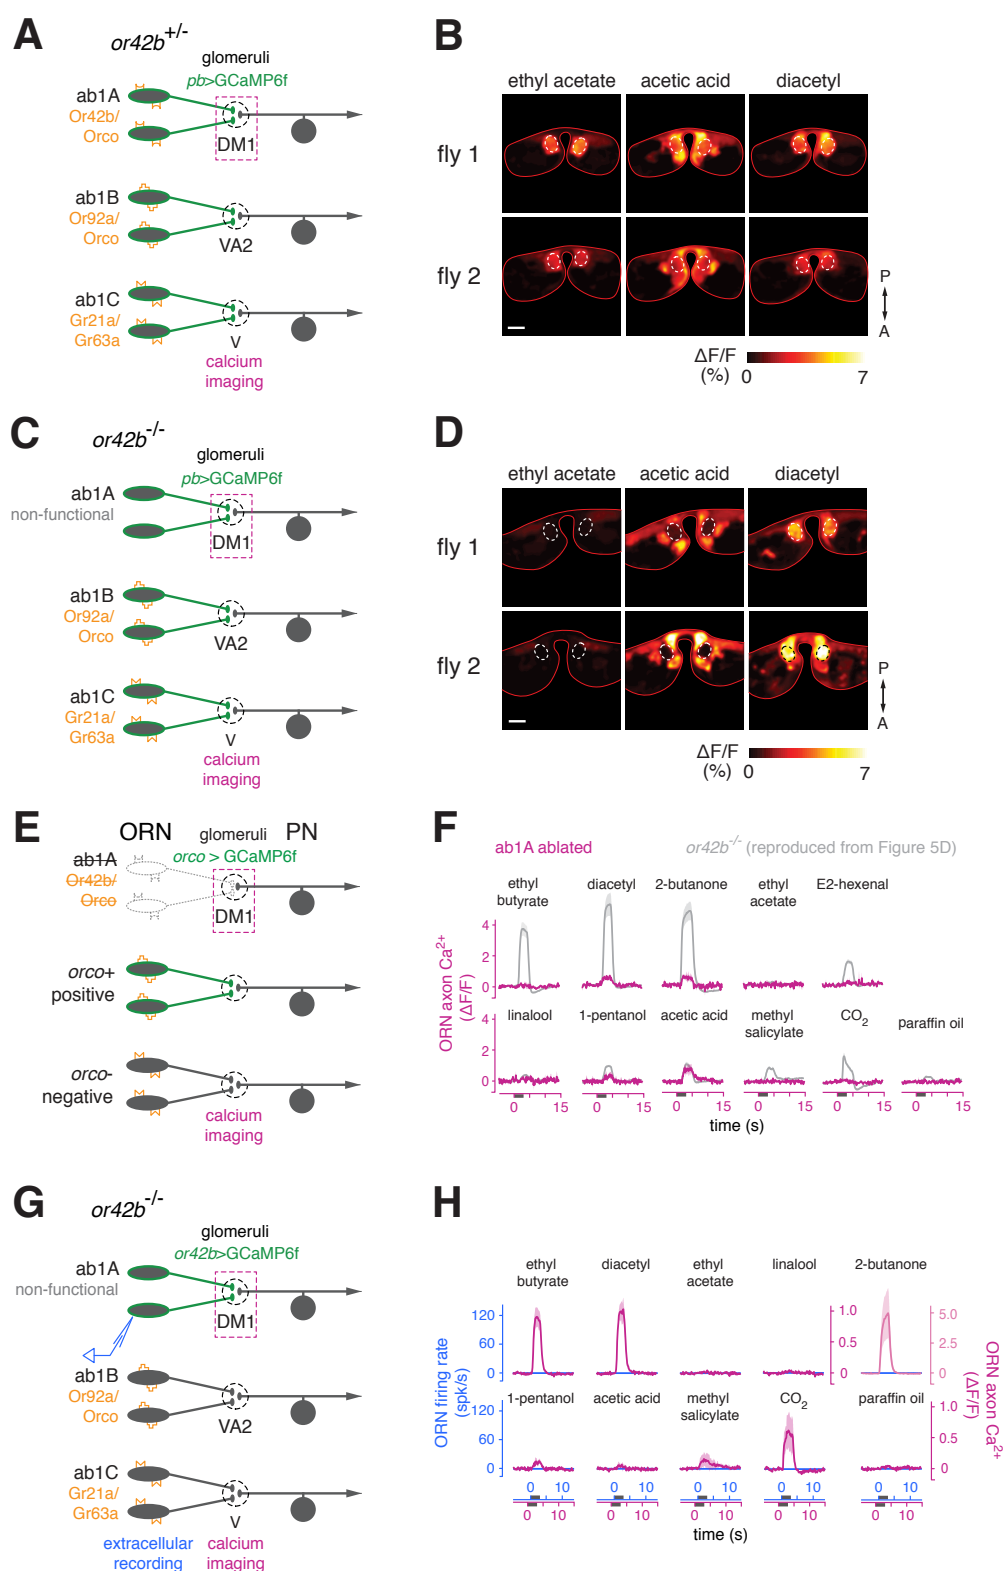 A
or42b+/-
glomeruli
pb>GCaMP6f
ab1A
Or42b/
Orco
DM1
ab1B
Or92a/
Orco
VA2
ab1C
Gr21a/
Gr63a
V
calcium
imaging
B
ethyl acetate acetic acid diacetyl
fly 1
fly 2
P
A
ΔF/F
(%) 0 7
C
or42b-/-
glomeruli
pb>GCaMP6f
ab1A
non-functional
DM1
ab1B
Or92a/
Orco
VA2
ab1C
Gr21a/
Gr63a
V
calcium
imaging
D
ethyl acetate acetic acid diacetyl
fly 1
fly 2
P
A
ΔF/F
(%) 0 7
E
ORN glomeruli PN
orco > GCaMP6f
ab1A
Or42b/
Orco
DM1
orco+
positive
orco-
negative
calcium
imaging
F
ab1A ablated or42b-/- (reproduced from Figure 5D)
ethyl
butyrate
diacetyl
2-butanone
ethyl
acetate
E2-hexenal
4
2
0
ORN axon Ca2+
(ΔF/F)
linalool
1-pentanol
acetic acid
methyl
salicylate
CO2
paraffin oil
4
2
0
0 15 0 15 0 15 0 15 0 15 0 15
time (s)
G
or42b-/-
glomeruli
or42b>GCaMP6f
ab1A
non-functional
DM1
ab1B
Or92a/
Orco
VA2
ab1C
Gr21a/
Gr63a
V
extracellular
recording
calcium
imaging
H
ethyl
butyrate
diacetyl
ethyl
acetate
linalool
2-butanone
120
60
0
1.0
0.5
0
5.0
2.5
0
ORN firing rate
(spk/s)
ORN axon Ca2+
(ΔF/F)
1-pentanol
acetic acid
methyl
salicylate
CO2
paraffin oil
120
60
0
1.0
0.5
0
0 10 0 10 0 10 0 10 0 10
0 10 0 10 0 10 0 10 0 10
time (s)